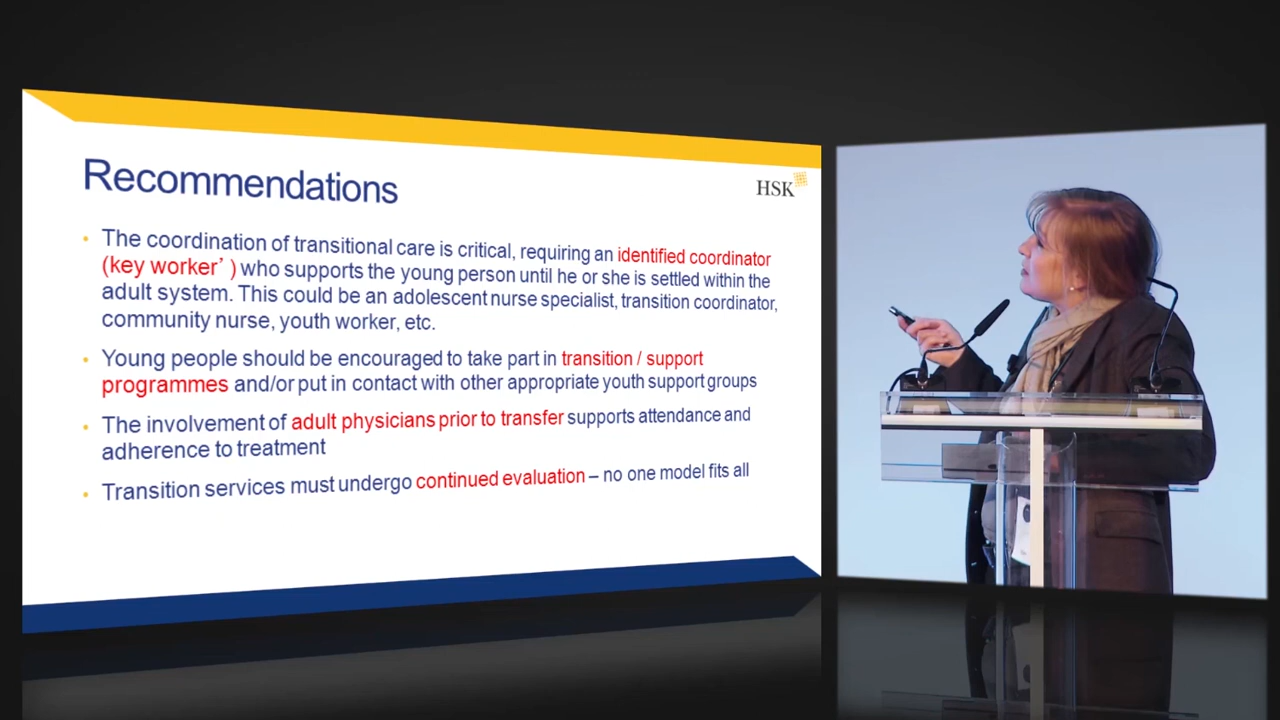 Recommendations
HSK
• The coordination of transitional care is critical, requiring an identified coordinator
(key worker’ ) who supports the young person until he or she is settled within the
adult system. This could be an adolescent nurse specialist, transition coordinator,
community nurse, youth worker, etc.
• Young people should be encouraged to take part in transition / support
programmes and/or put in contact with other appropriate youth support groups
• The involvement of adult physicians prior to transfer supports attendance and
adherence to treatment
• Transition services must undergo continued evaluation – no one model fits all